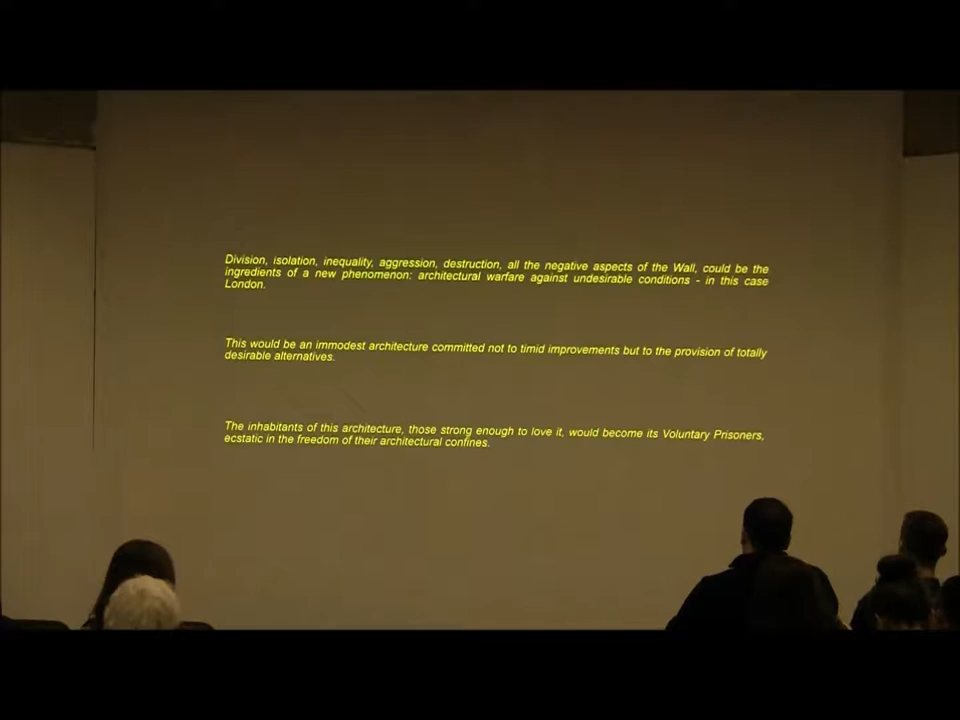 Division, isolation, inequality, aggression, destruction, all the negative aspects of the Wall, could be the
ingredients of a new phenomenon: architectural warfare against undesirable conditions - in this case
London.
This would be an immodest architecture committed not to timid improvements but to the provision of totally
desirable alternatives.
The inhabitants of this architecture, those strong enough to love it, would become its Voluntary Prisoners,
ecstatic in the freedom of their architectural confines.